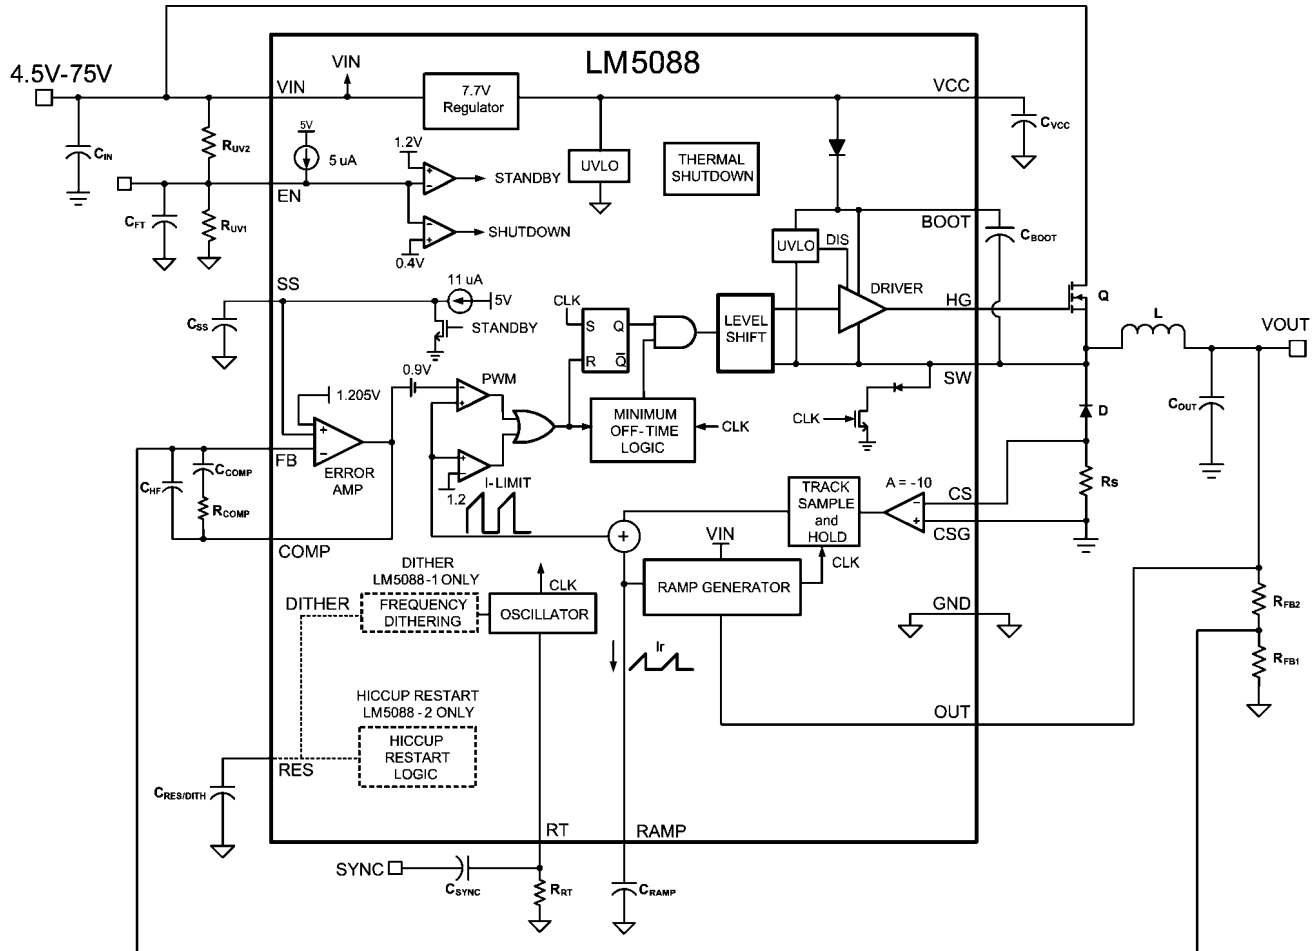 LM5088
4.5V-75V
VIN
VIN
7.7V
Regulator
VCC
CVCC
CIN
RUV2
5V
5 uA
1.2V
STANDBY
UVLO
THERMAL
SHUTDOWN
EN
CFT
RUV1
SHUTDOWN
0.4V
BOOT
CBOOT
UVLO
DIS
DRIVER
HG
Q
SS
CSS
11 uA
5V
STANDBY
CLK
S
Q
R
Q
LEVEL
SHIFT
SW
L
VOUT
COUT
D
0.9V
PWM
1.205V
ERROR
AMP
FB
CHF
CCOMP
RCOMP
COMP
I-LIMIT
1.2
MINIMUM
OFF-TIME
LOGIC
CLK
CLK
TRACK
SAMPLE
and
HOLD
A = -10
CS
CSG
RS
CLK
VIN
RAMP GENERATOR
DITHER
LM5088-1 ONLY
DITHER
FREQUENCY
DITHERING
CLK
OSCILLATOR
Ir
GND
RFB2
RFB1
HICCUP RESTART
LM5088-2 ONLY
HICCUP
RESTART
LOGIC
RES
OUT
CRES/DITH
RT
RAMP
SYNC
CSYNC
RRT
CRAMP